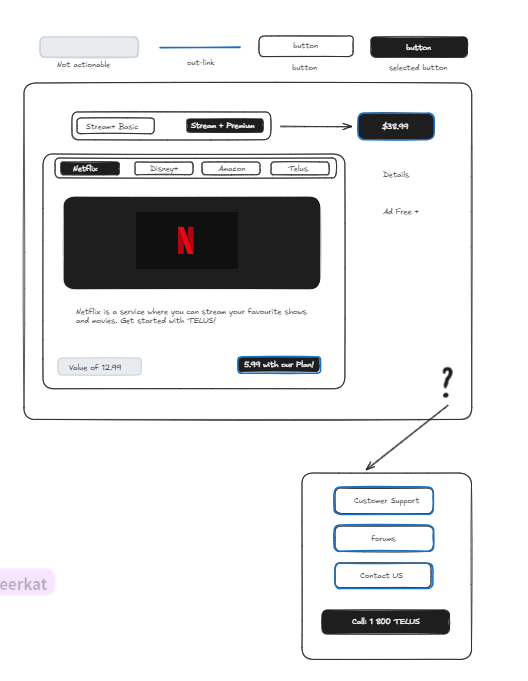 button
button
Not actionable
out-link
button
selected button
Stream+ Basic
Stream + Premium
$38.99
Netflix
Disney+
Amazon
Telus
Details
Ad Free +
N
Netflix is a service where you can stream your favourite shows
and movies. Get started with TELUS!
Value of 12.99
5.99 with our Plan!
?
Customer Support
Forums
Contact US
Call: 1 800 TELUS
eerkat